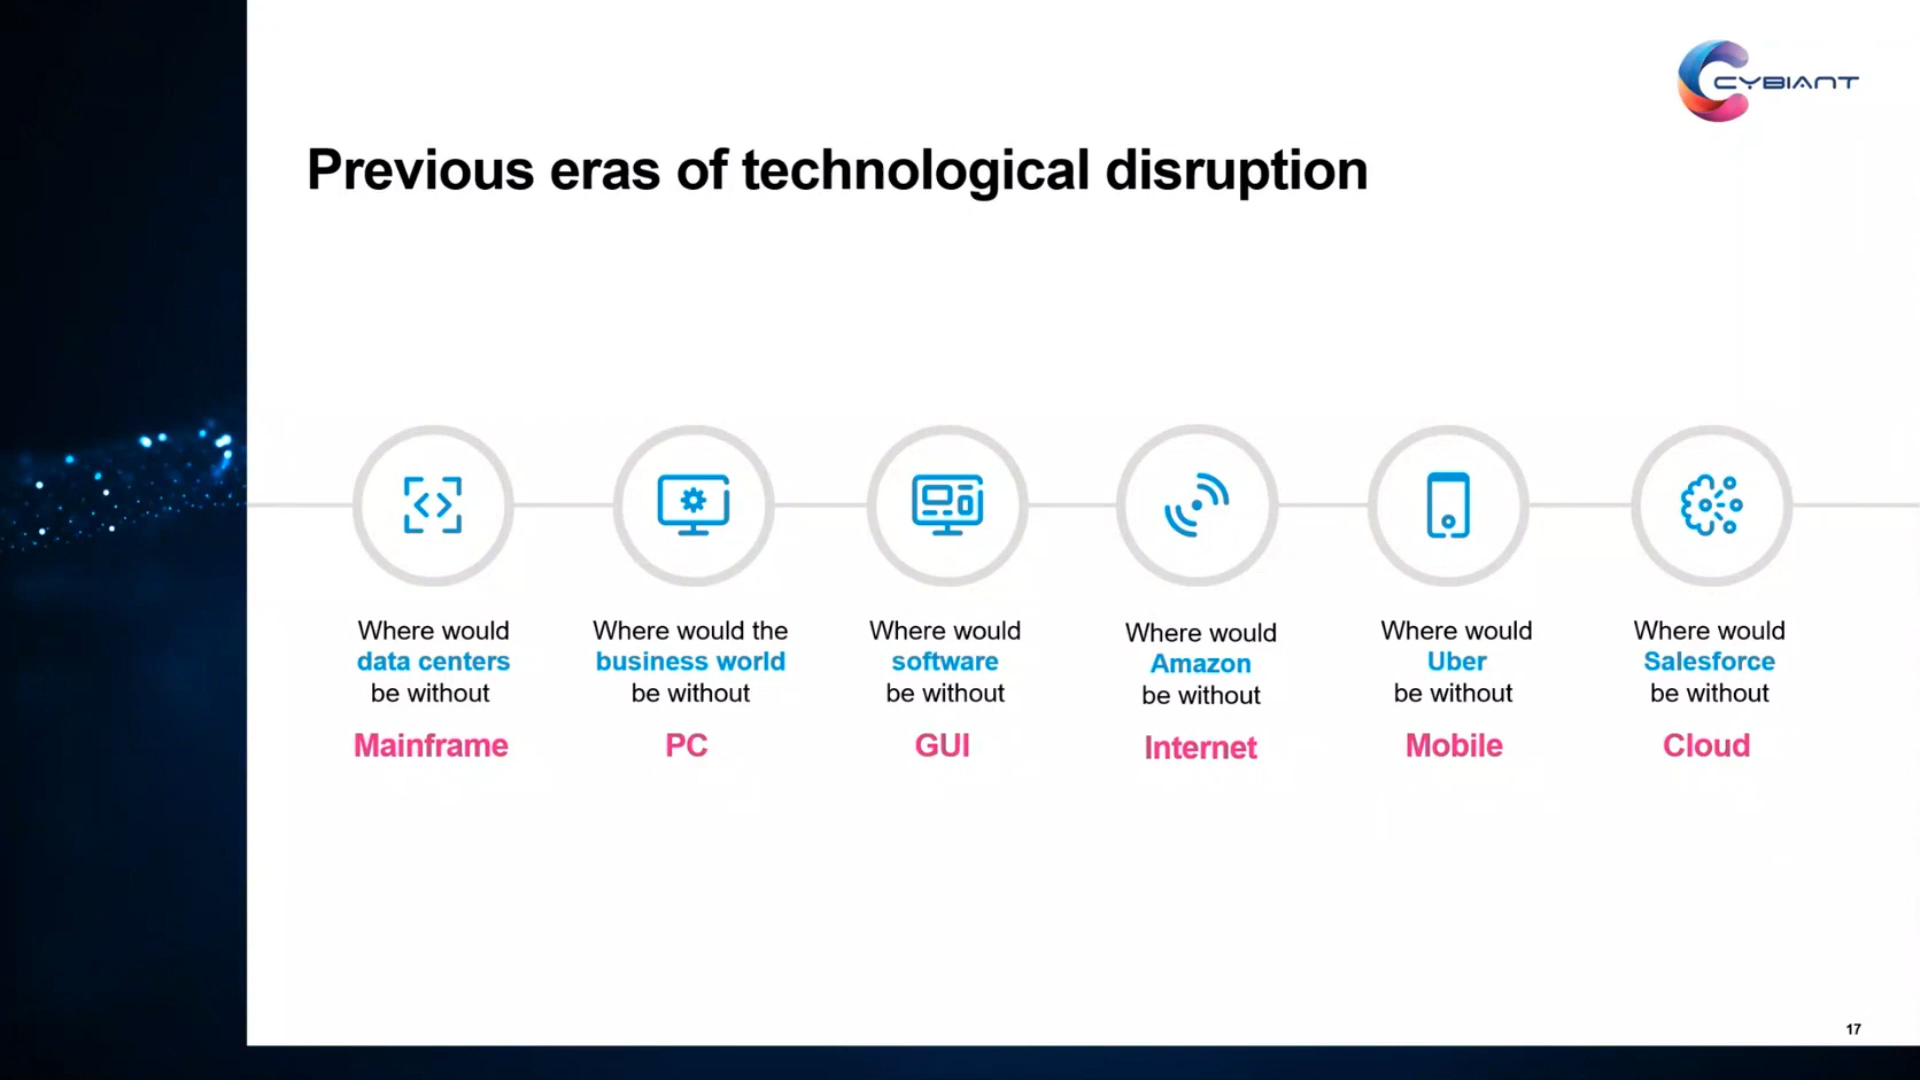 CYBIANT
Previous eras of technological disruption
Where would
data centers
be without
Mainframe
Where would the
business world
be without
PC
Where would
software
be without
GUI
Where would
Amazon
be without
Internet
Where would
Uber
be without
Mobile
Where would
Salesforce
be without
Cloud
17